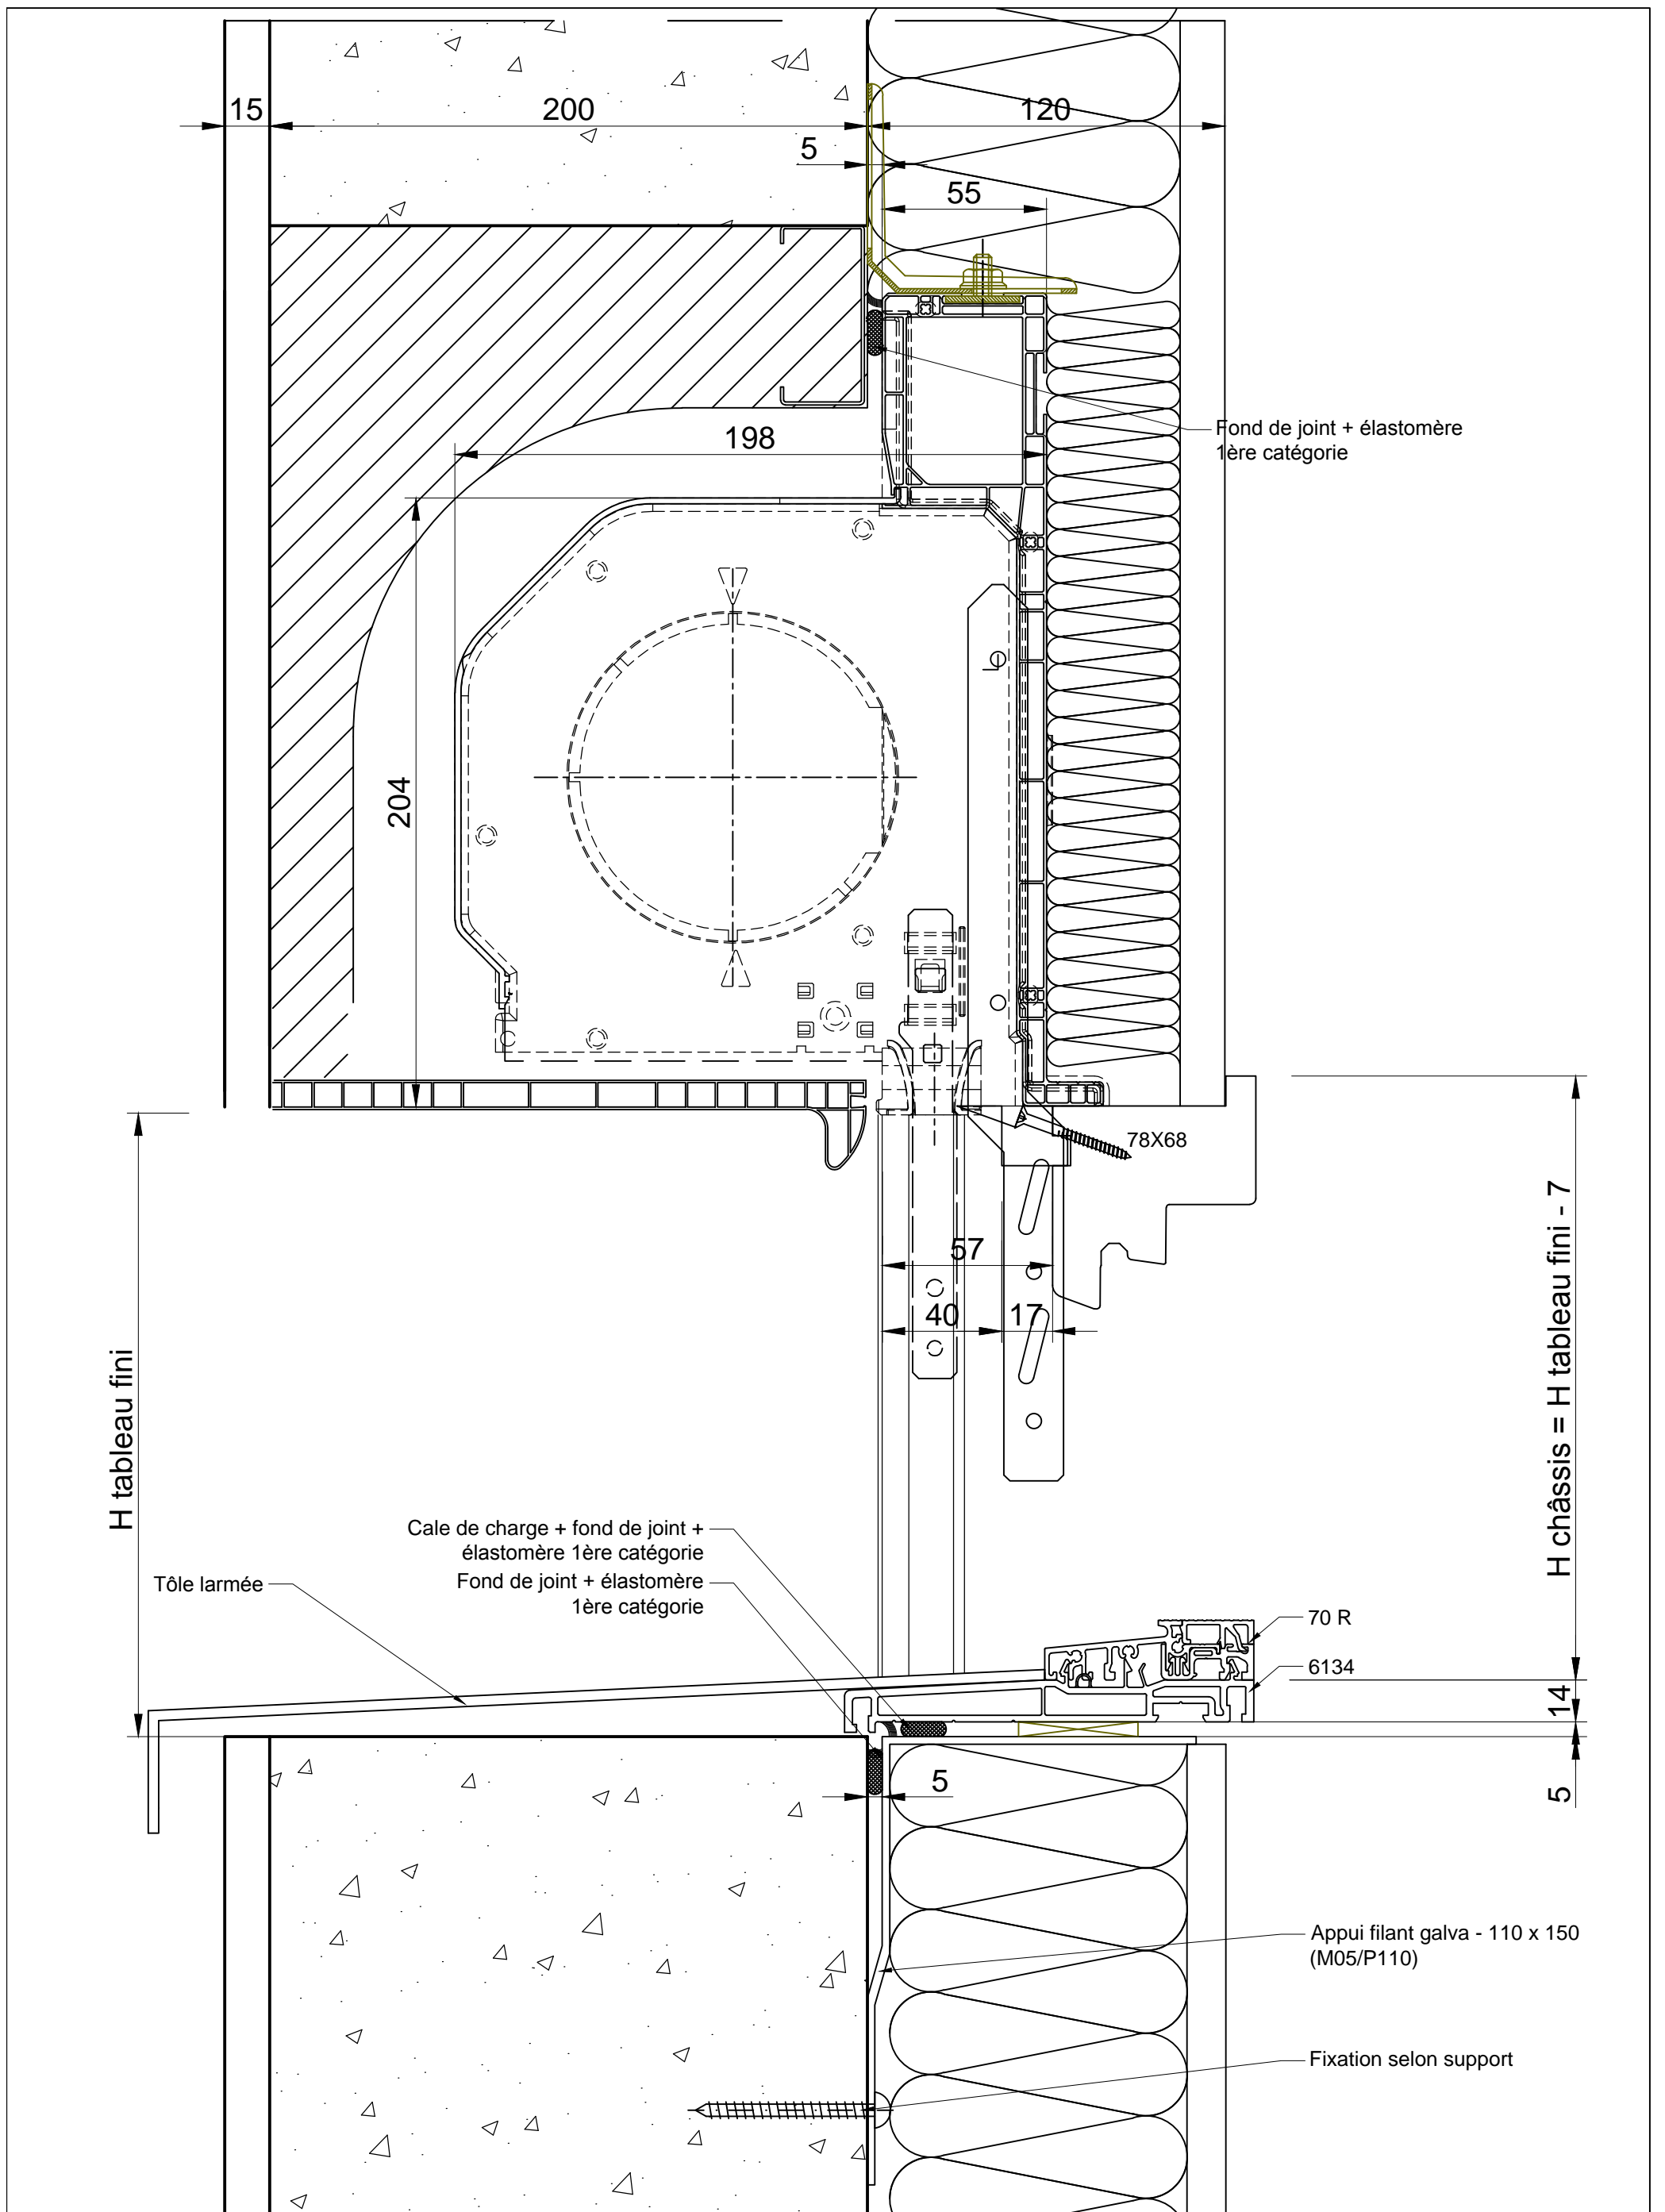 15
200
120
5
55
198
Fond de joint + élastomère
1ère catégorie
204
78X68
57
40
17
H tableau fini
H châssis = H tableau fini - 7
Cale de charge + fond de joint +
élastomère 1ère catégorie
Fond de joint + élastomère
1ère catégorie
Tôle larmée
70 R
6134
14
5
5
Appui filant galva - 110 x 150
(M05/P110)
Fixation selon support